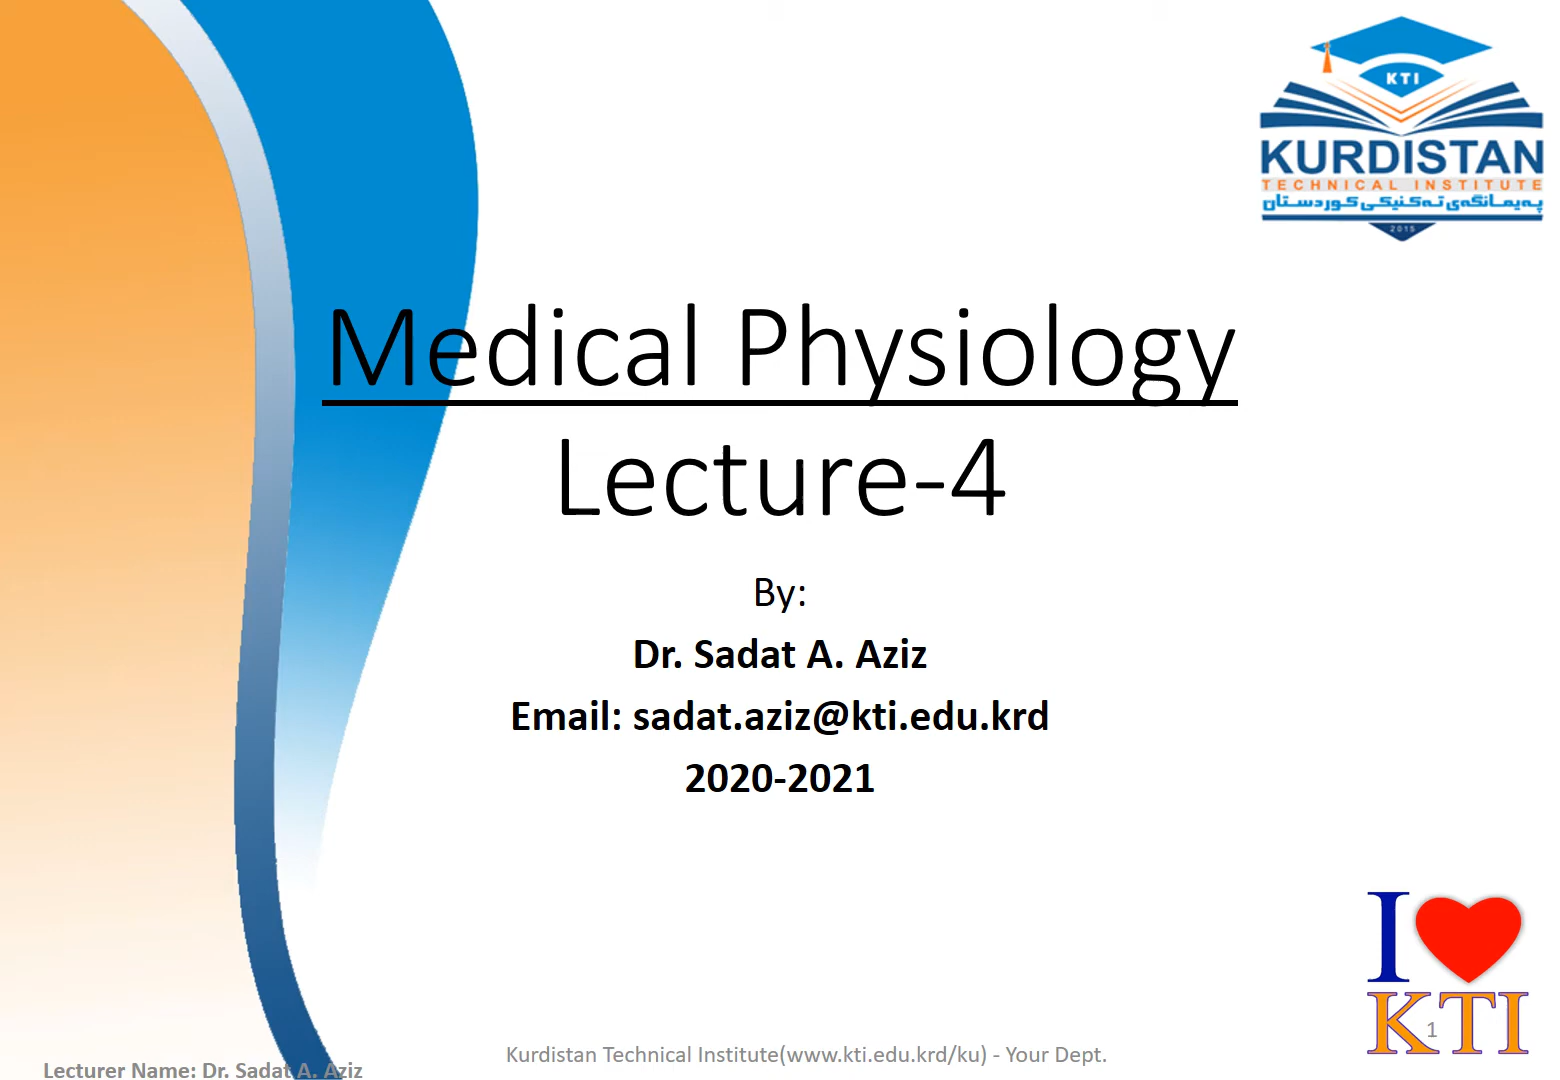 KTI
KURDISTAN
TECHNICAL INSTITUTE
پەیمانگەی تەکنیکی کوردستان
2015
Medical Physiology
Lecture-4
By:
Dr. Sadat A. Aziz
Email: sadat.aziz@kti.edu.krd
2020-2021
I
KTI
1
Kurdistan Technical Institute(www.kti.edu.krd/ku) - Your Dept.
Lecturer Name: Dr. Sadat A. Aziz